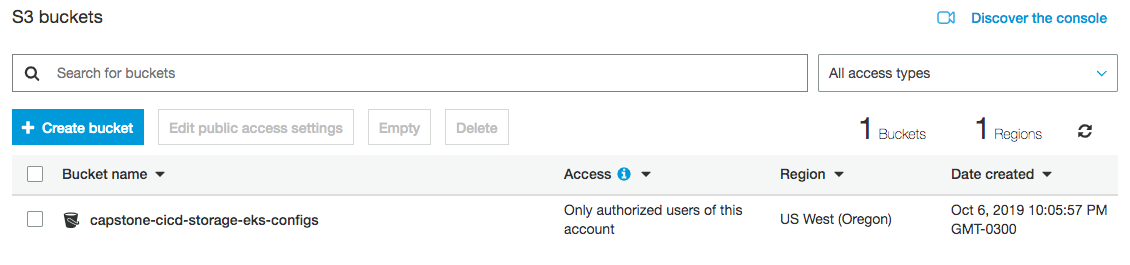 S3 buckets
Discover the console
Search for buckets
All access types
Create bucket
Edit public access settings
Empty
Delete
1 Buckets
1 Regions
Bucket name
Access
Region
Date created
capstone-cicd-storage-eks-configs
Only authorized users of this
account
US West (Oregon)
Oct 6, 2019 10:05:57 PM
GMT-0300